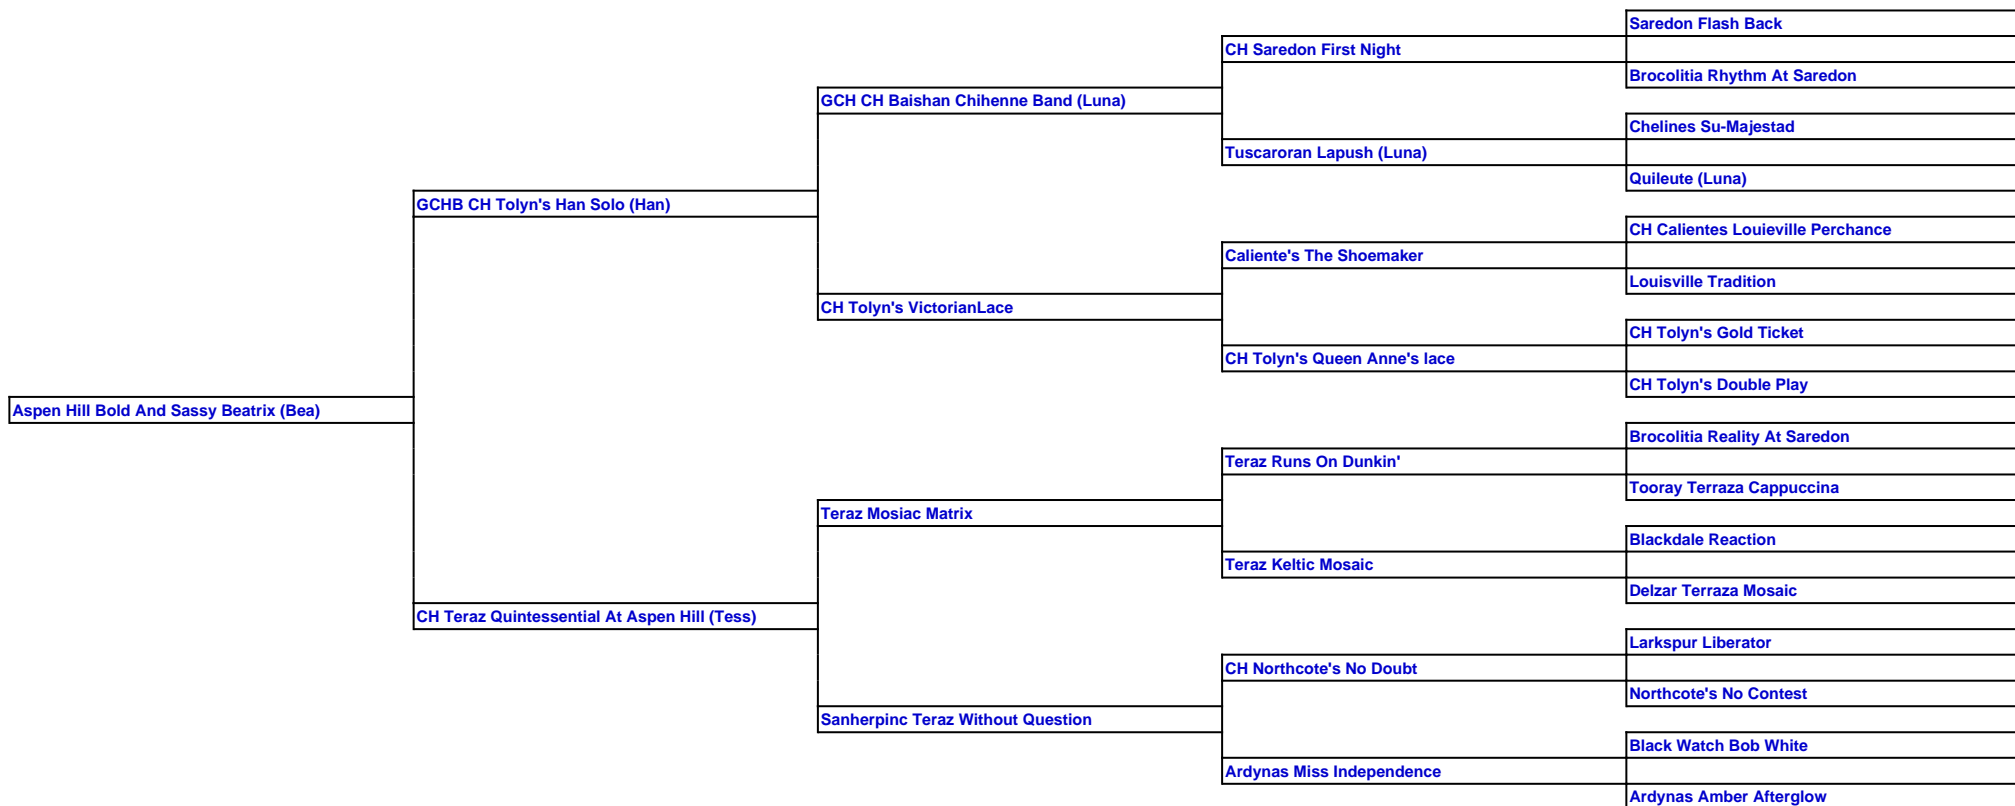 Saredon Flash Back
CH Saredon First Night
Brocolitia Rhythm At Saredon
GCH CH Baishan Chihenne Band (Luna)
Chelines Su-Majestad
Tuscaroran Lapush (Luna)
Quileute (Luna)
GCHB CH Tolyn's Han Solo (Han)
CH Calientes Louieville Perchance
Caliente's The Shoemaker
Louisville Tradition
CH Tolyn's VictorianLace
CH Tolyn's Gold Ticket
CH Tolyn's Queen Anne's lace
CH Tolyn's Double Play
Aspen Hill Bold And Sassy Beatrix (Bea)
Brocolitia Reality At Saredon
Teraz Runs On Dunkin'
Tooray Terraza Cappuccina
Teraz Mosiac Matrix
Blackdale Reaction
Teraz Keltic Mosaic
Delzar Terraza Mosaic
CH Teraz Quintessential At Aspen Hill (Tess)
Larkspur Liberator
CH Northcote's No Doubt
Northcote's No Contest
Sanherpinc Teraz Without Question
Black Watch Bob White
Ardynas Miss Independence
Ardynas Amber Afterglow